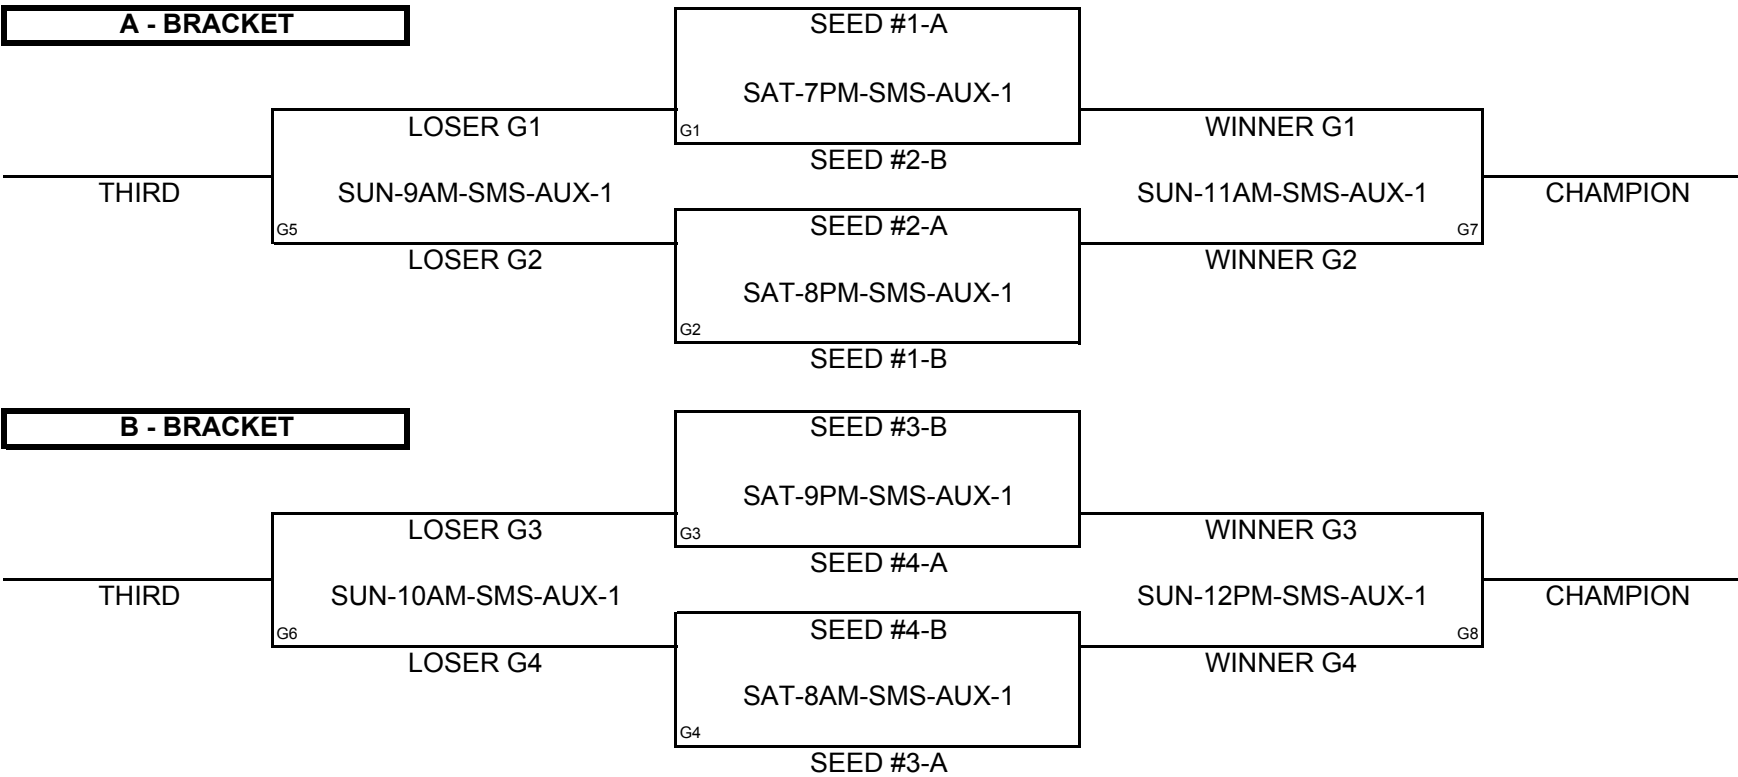 A - BRACKET
SEED #1-A
SAT-7PM-SMS-AUX-1
LOSER G1
G1
WINNER G1
SEED #2-B
THIRD
SUN-9AM-SMS-AUX-1
SUN-11AM-SMS-AUX-1
CHAMPION
SEED #2-A
G5
G7
LOSER G2
WINNER G2
SAT-8PM-SMS-AUX-1
G2
SEED #1-B
B - BRACKET
SEED #3-B
SAT-9PM-SMS-AUX-1
LOSER G3
G3
WINNER G3
SEED #4-A
THIRD
SUN-10AM-SMS-AUX-1
SUN-12PM-SMS-AUX-1
CHAMPION
SEED #4-B
G6
G8
LOSER G4
WINNER G4
SAT-8AM-SMS-AUX-1
G4
SEED #3-A